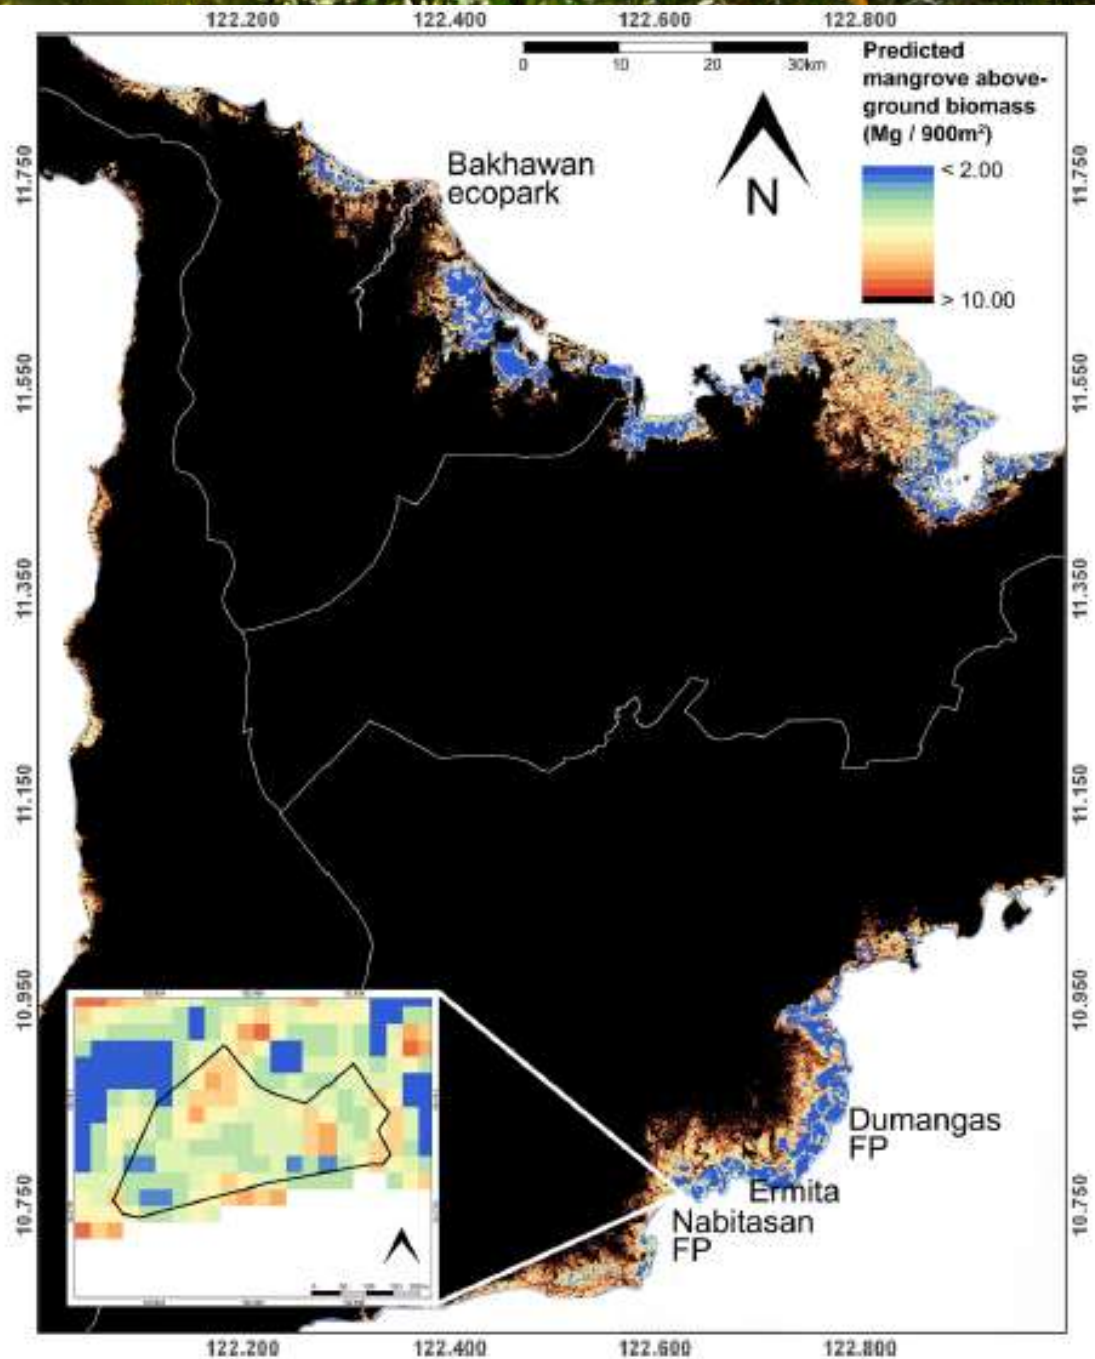 122.200 122.400 122.600 122.800
0 10 20 30km
Predicted
mangrove above-
ground biomass
(Mg / 900m²)
< 2.00
> 10.00
N
Bakhawan
ecopark
11.750 11.750
11.550 11.550
11.350 11.350
11.150 11.150
10.950 10.950
10.750 10.750
Dumangas
FP
Ermita
Nabitasan
FP
122.200 122.400 122.600 122.800